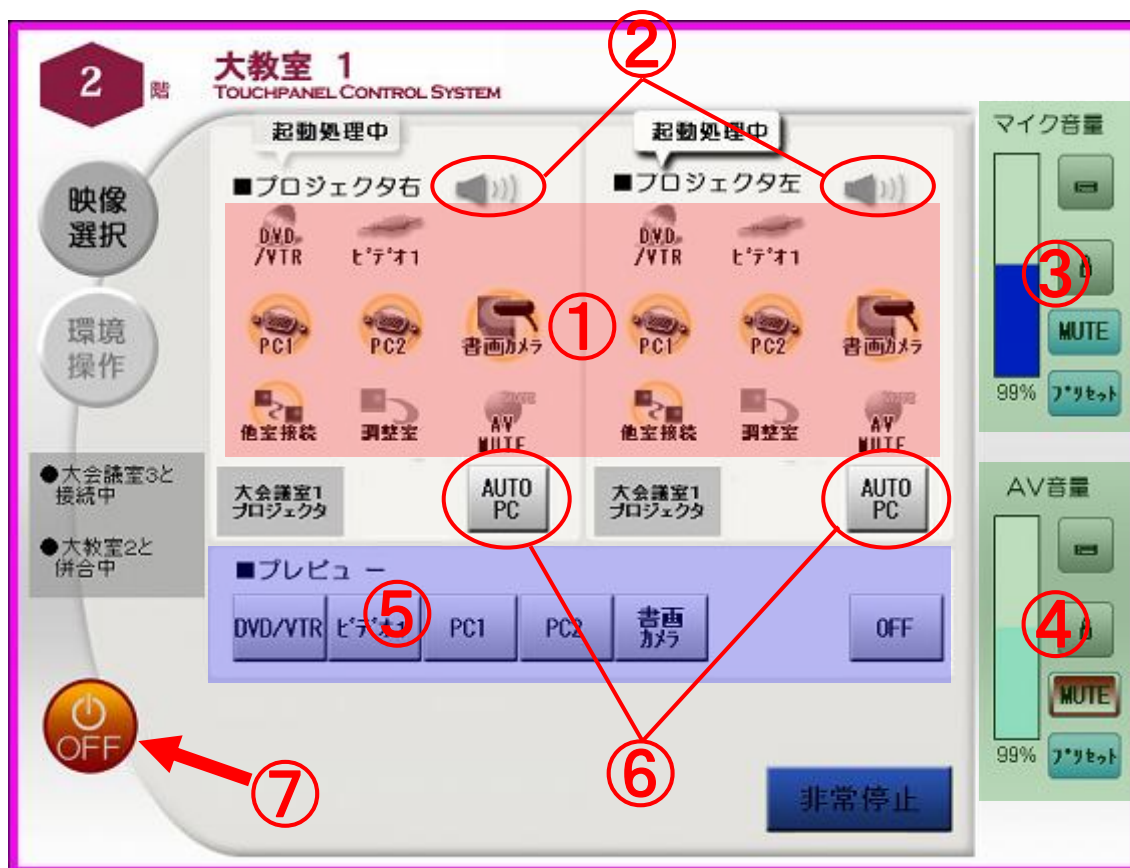 2 階
大教室 1
TOUCHPANEL CONTROL SYSTEM
②
起動処理中
起動処理中
■プロジェクタ右
■プロジェクタ左
映像
選択
DVD
/VTR
ビデオ1
DVD
/VTR
ビデオ1
①
環境
操作
PC1
PC2
書画カメラ
PC1
PC2
書画カメラ
他室接続
調整室
AV
MUTE
他室接続
調整室
AV
MUTE
●大会議室3と
接続中
●大教室2と
併合中
大会議室1
プロジェクタ
AUTO
PC
大会議室1
プロジェクタ
AUTO
PC
■プレビュー
⑤
DVD/VTR
ビデオ1
PC1
PC2
書画
カメラ
OFF
OFF
⑦
⑥
非常停止
マイク音量
③
MUTE
99%
プリセット
AV音量
④
MUTE
99%
プリセット